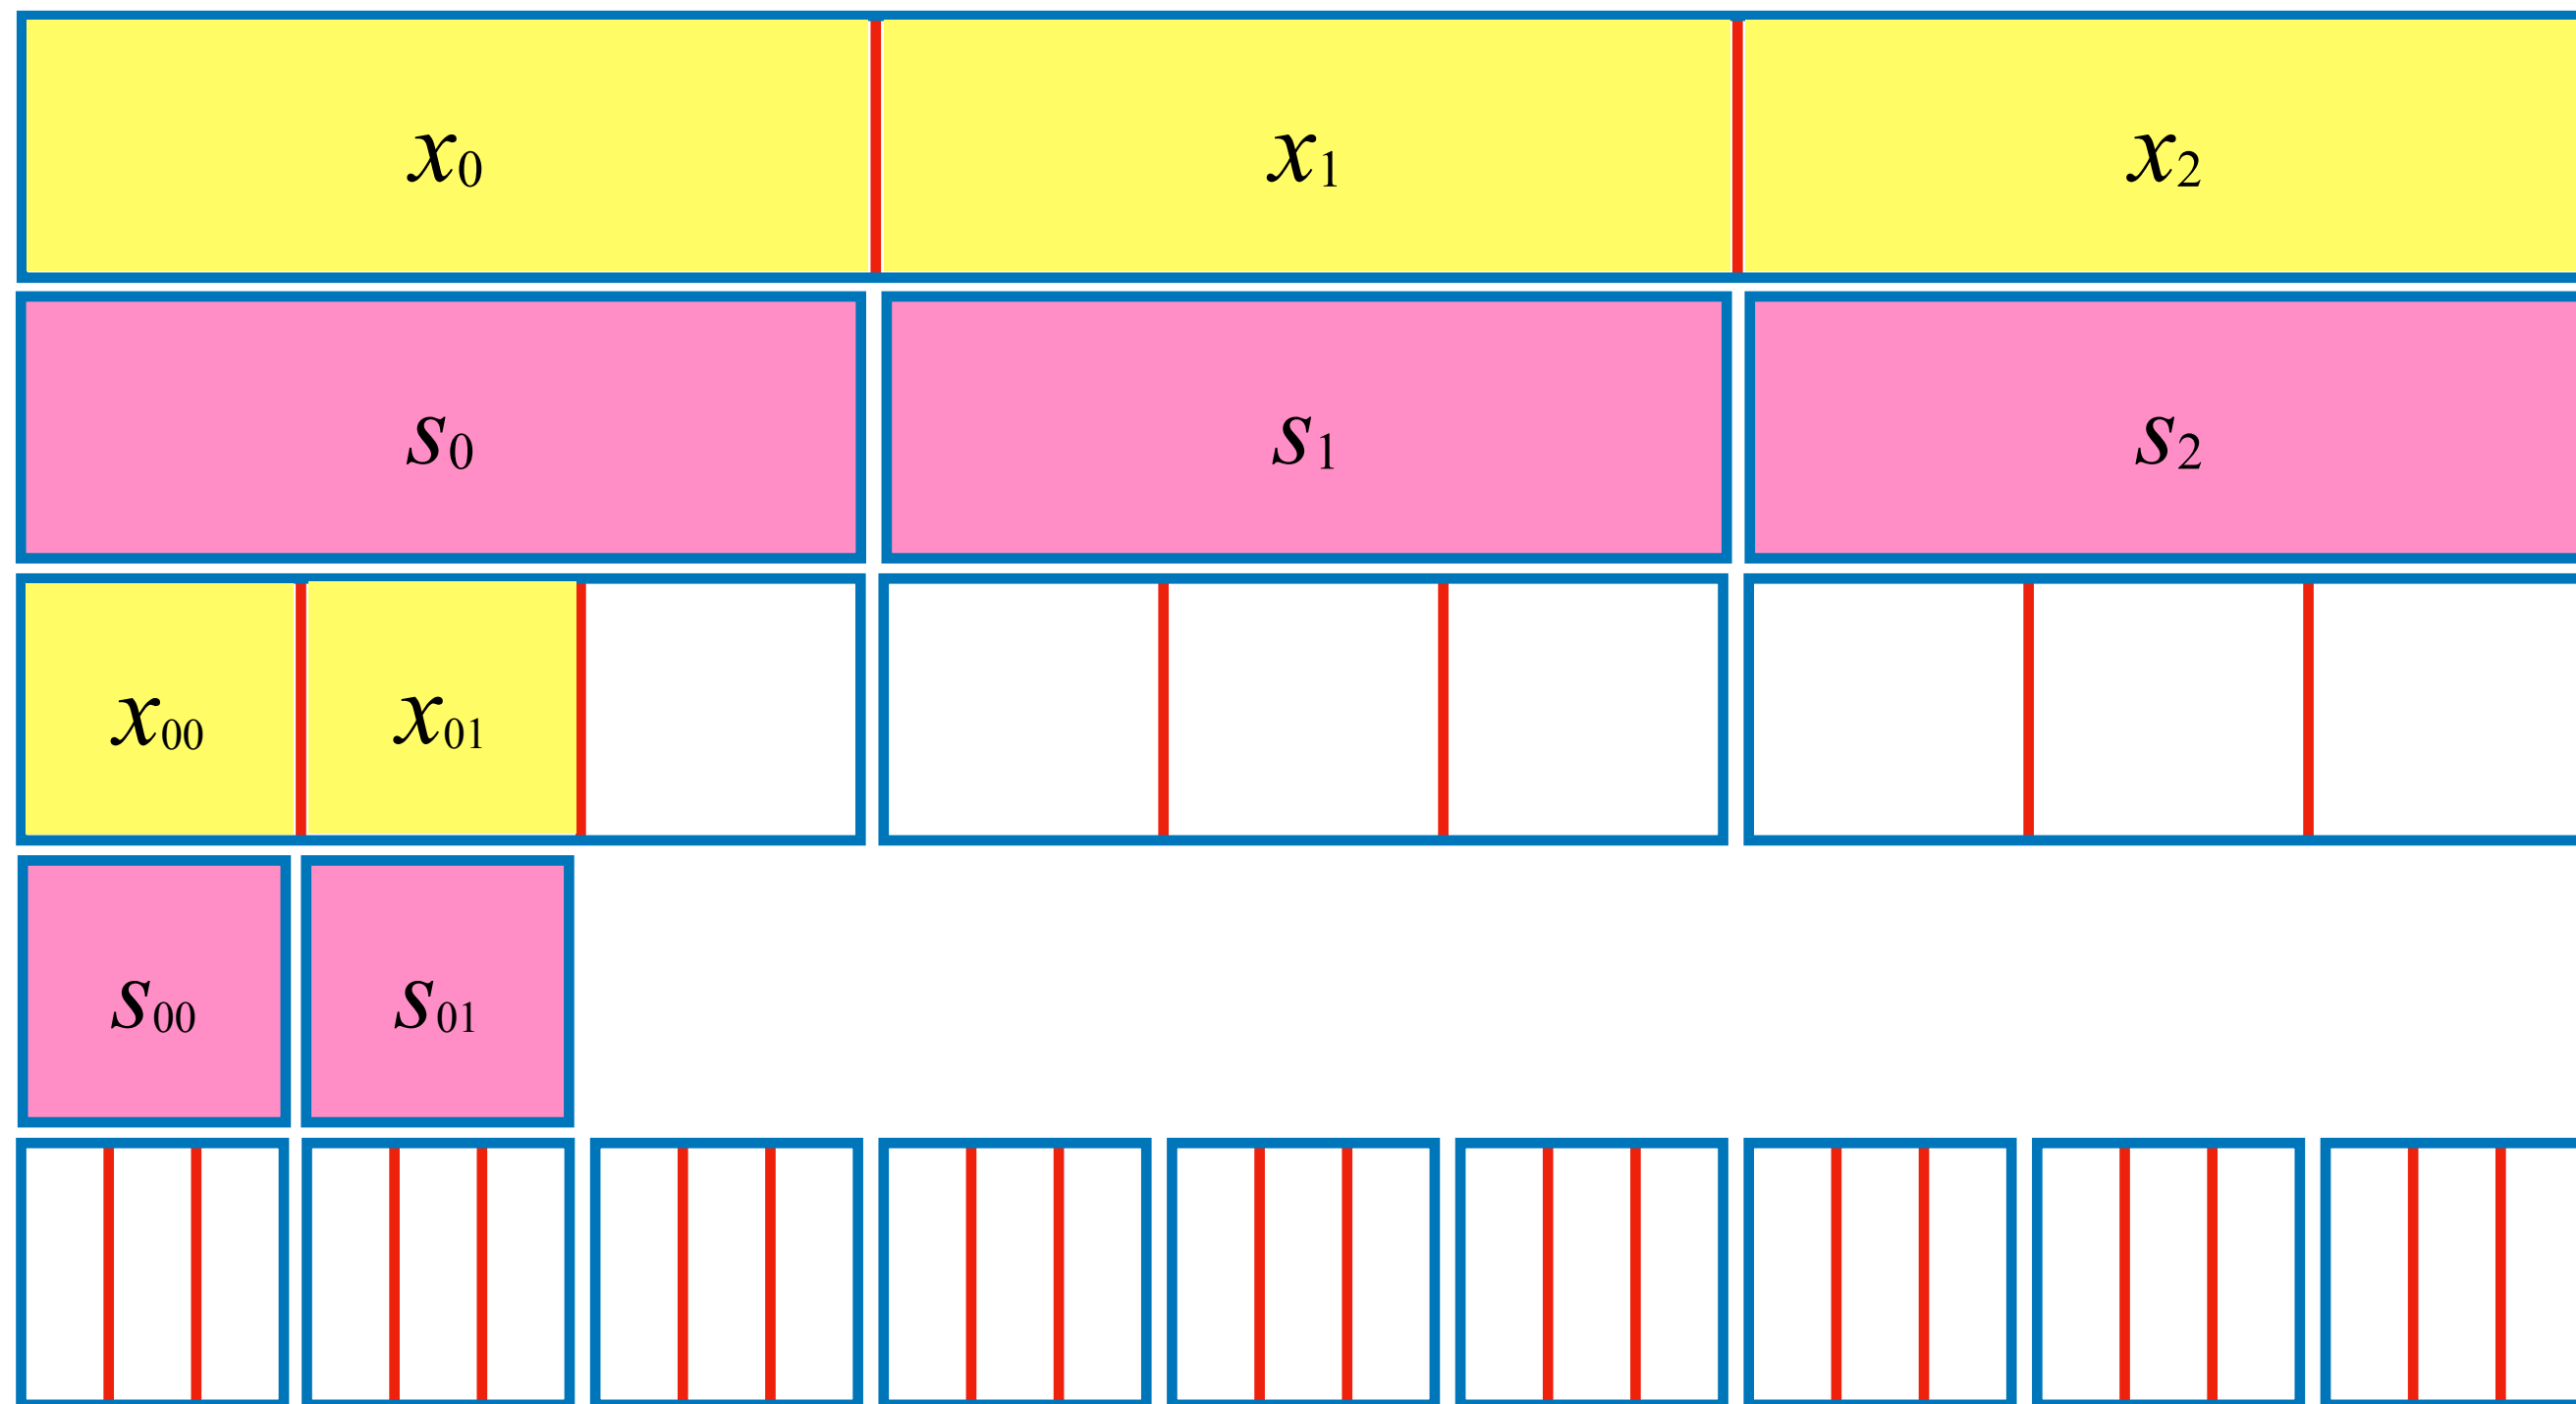 x₀ x₁ x₂
s₀ s₁ s₂
x₀₀ x₀₁
s₀₀ s₀₁